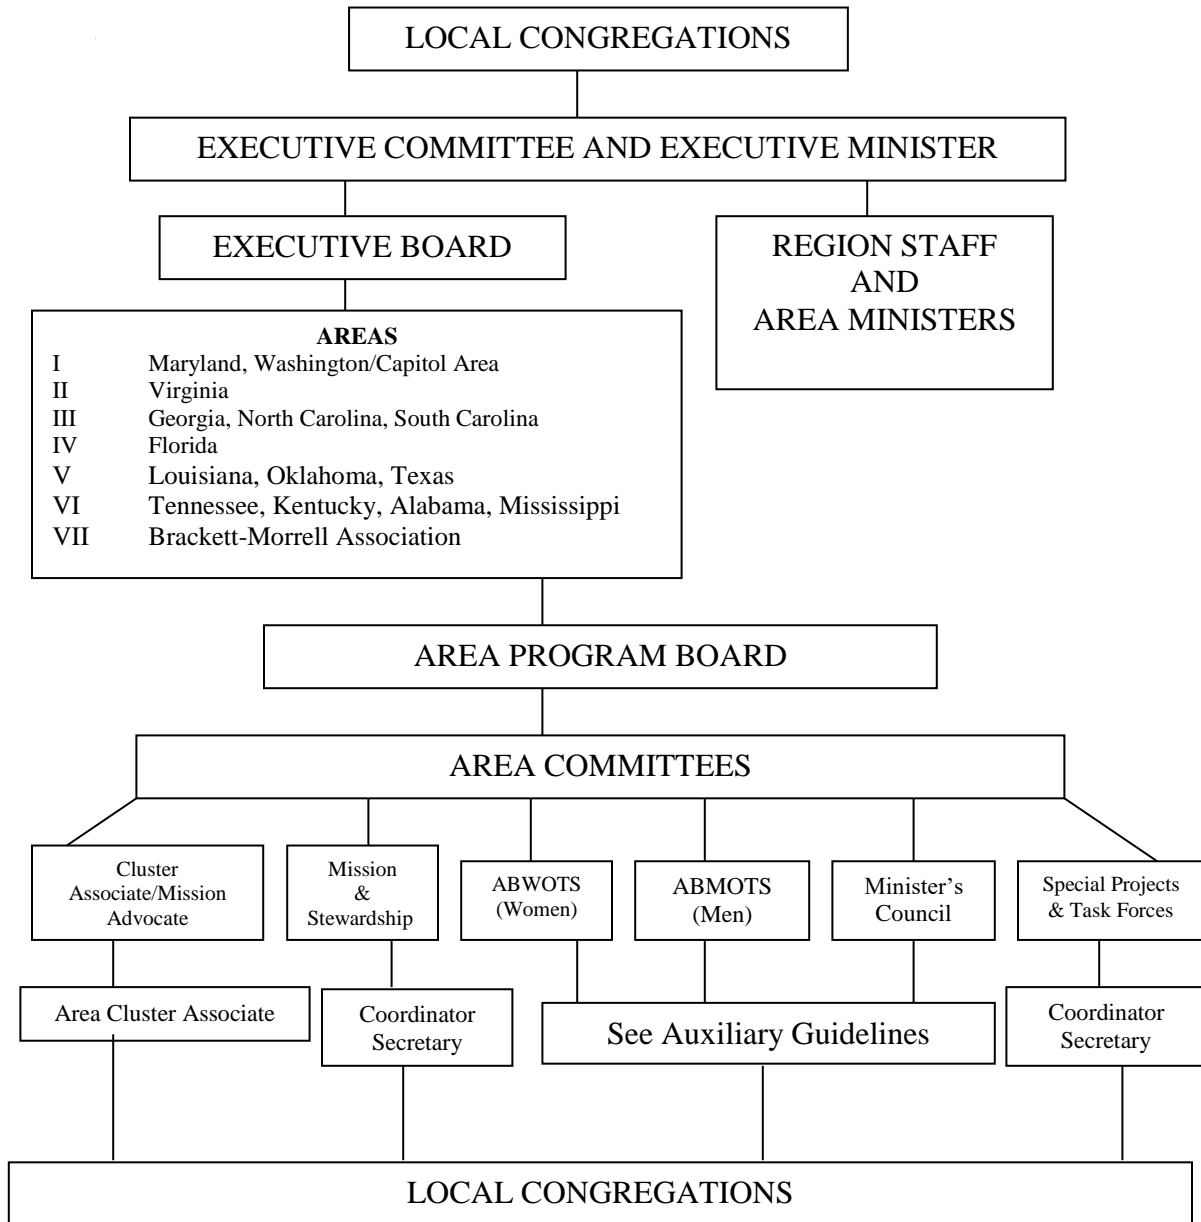 LOCAL CONGREGATIONS
EXECUTIVE COMMITTEE AND EXECUTIVE MINISTER
EXECUTIVE BOARD
REGION STAFF
AND
AREA MINISTERS
AREAS
I Maryland, Washington/Capitol Area
II Virginia
III Georgia, North Carolina, South Carolina
IV Florida
V Louisiana, Oklahoma, Texas
VI Tennessee, Kentucky, Alabama, Mississippi
VII Brackett-Morrell Association
AREA PROGRAM BOARD
AREA COMMITTEES
Cluster
Associate/Mission
Advocate
Mission
&
Stewardship
ABWOTS
(Women)
ABMOTS
(Men)
Minister's
Council
Special Projects
& Task Forces
Area Cluster Associate
Coordinator
Secretary
See Auxiliary Guidelines
Coordinator
Secretary
LOCAL CONGREGATIONS